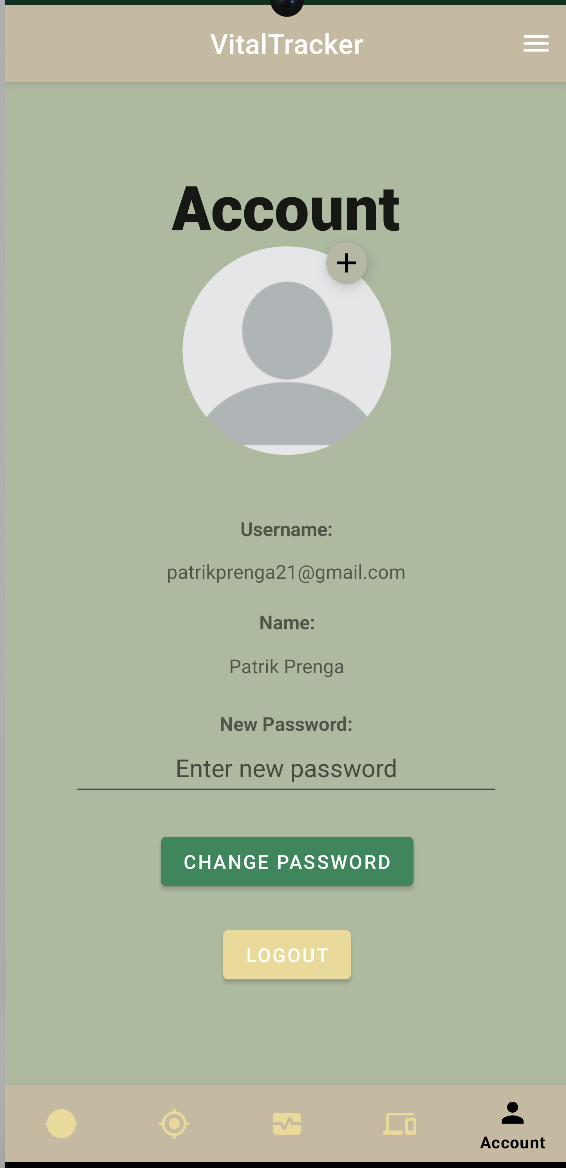 VitalTracker
Account
Username:
patrikprenga21@gmail.com
Name:
Patrik Prenga
New Password:
Enter new password
CHANGE PASSWORD
LOGOUT
Account